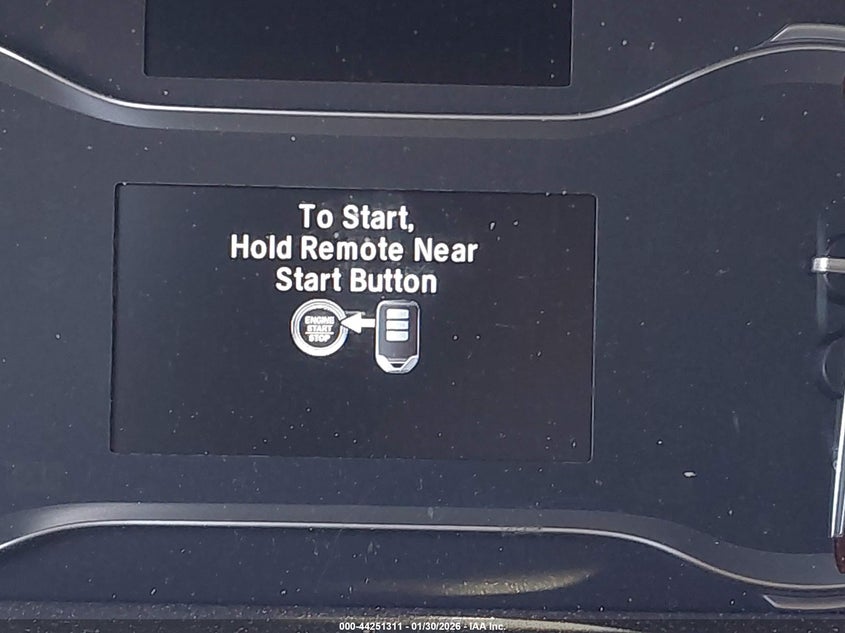 To Start,
Hold Remote Near
Start Button
ENGINE
START
STOP
000-44251311 - 01/30/2026 - IAA Inc.